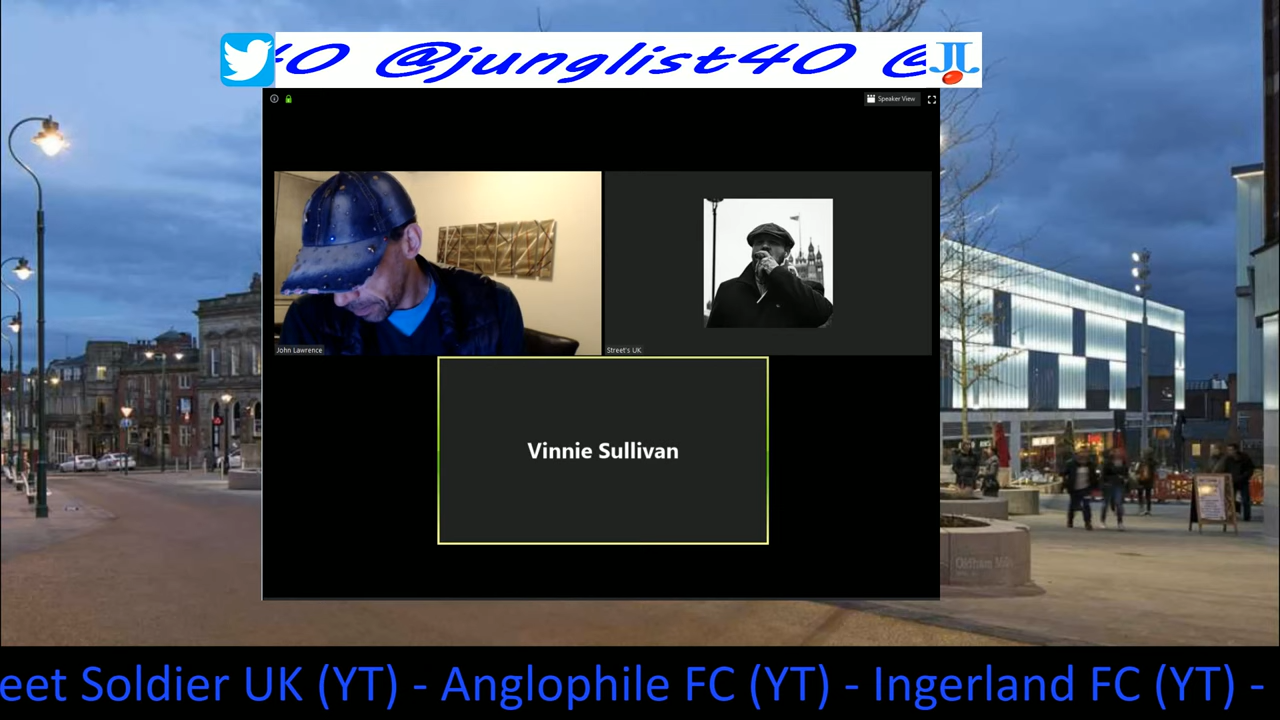 40 @junglist40 @
Speaker View
John Lawrence
Street's UK
Vinnie Sullivan
Oldham
eet Soldier UK (YT) - Anglophile FC (YT) - Ingerland FC (YT) -